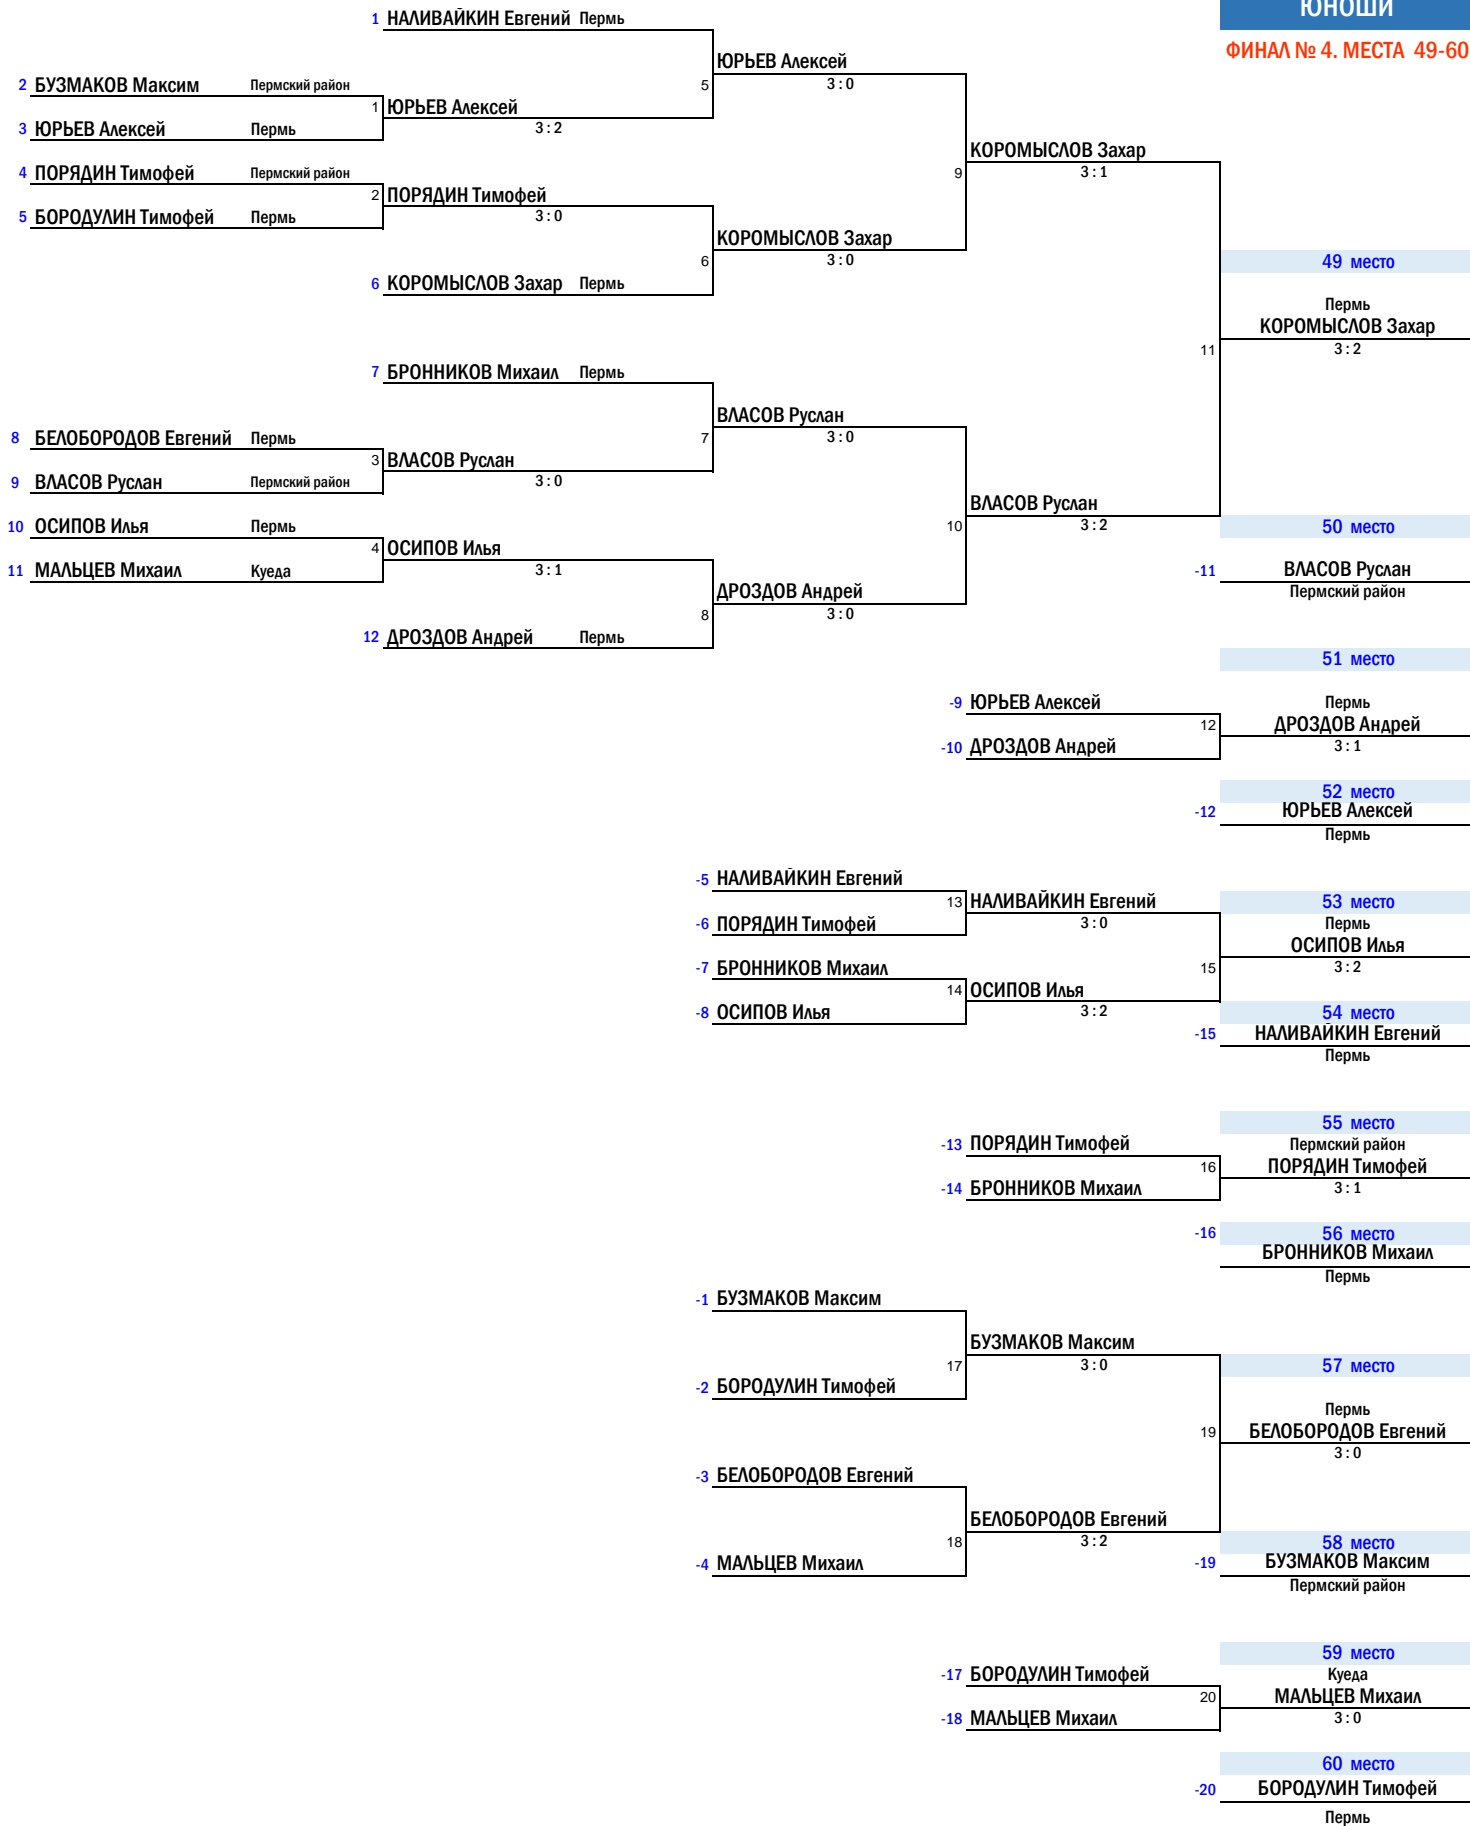 1 НАЛИВАЙКИН Евгений Пермь
ЮНОШИ
ФИНАЛ № 4. МЕСТА 49-60
ЮРЬЕВ Алексей
2 БУЗМАКОВ Максим Пермский район
5 3 : 0
1 ЮРЬЕВ Алексей
3 ЮРЬЕВ Алексей Пермь
3 : 2
КОРОМЫСЛОВ Захар
4 ПОРЯДИН Тимофей Пермский район
9 3 : 1
2 ПОРЯДИН Тимофей
5 БОРОДУЛИН Тимофей Пермь
3 : 0
КОРОМЫСЛОВ Захар
6 3 : 0
49 место
6 КОРОМЫСЛОВ Захар Пермь
Пермь
КОРОМЫСЛОВ Захар
11 3 : 2
7 БРОННИКОВ Михаил Пермь
ВЛАСОВ Руслан
8 БЕЛОБОРОДОВ Евгений Пермь
7 3 : 0
3 ВЛАСОВ Руслан
9 ВЛАСОВ Руслан Пермский район
3 : 0
ВЛАСОВ Руслан
10 ОСИПОВ Илья Пермь
10 3 : 2
50 место
4 ОСИПОВ Илья
11 МАЛЬЦЕВ Михаил Куеда
3 : 1
-11 ВЛАСОВ Руслан
Пермский район
ДРОЗДОВ Андрей
8 3 : 0
12 ДРОЗДОВ Андрей Пермь
51 место
-9 ЮРЬЕВ Алексей
Пермь
12 ДРОЗДОВ Андрей
-10 ДРОЗДОВ Андрей
3 : 1
52 место
-12 ЮРЬЕВ Алексей
Пермь
-5 НАЛИВАЙКИН Евгений
13 НАЛИВАЙКИН Евгений
53 место
-6 ПОРЯДИН Тимофей
3 : 0
Пермь
ОСИПОВ Илья
-7 БРОННИКОВ Михаил
15 3 : 2
14 ОСИПОВ Илья
-8 ОСИПОВ Илья
3 : 2
54 место
-15 НАЛИВАЙКИН Евгений
Пермь
55 место
-13 ПОРЯДИН Тимофей
Пермский район
16 ПОРЯДИН Тимофей
-14 БРОННИКОВ Михаил
3 : 1
-16 56 место
БРОННИКОВ Михаил
Пермь
-1 БУЗМАКОВ Максим
БУЗМАКОВ Максим
17 3 : 0
57 место
-2 БОРОДУЛИН Тимофей
Пермь
19 БЕЛОБОРОДОВ Евгений
3 : 0
-3 БЕЛОБОРОДОВ Евгений
БЕЛОБОРОДОВ Евгений
18 3 : 2
58 место
-4 МАЛЬЦЕВ Михаил
-19 БУЗМАКОВ Максим
Пермский район
59 место
-17 БОРОДУЛИН Тимофей
Куеда
20 МАЛЬЦЕВ Михаил
-18 МАЛЬЦЕВ Михаил
3 : 0
60 место
-20 БОРОДУЛИН Тимофей
Пермь